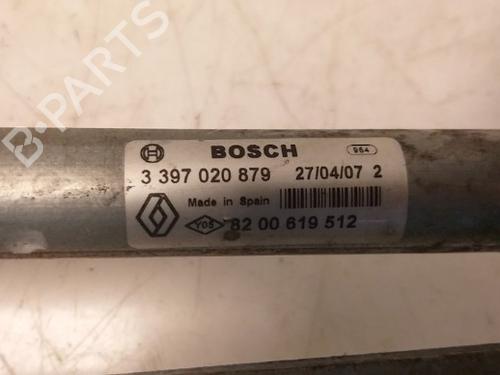 BOSCH 964
3 397 020 879 27/04/07 2
Made in Spain
Y05 82 00 619 512
B-PARTS